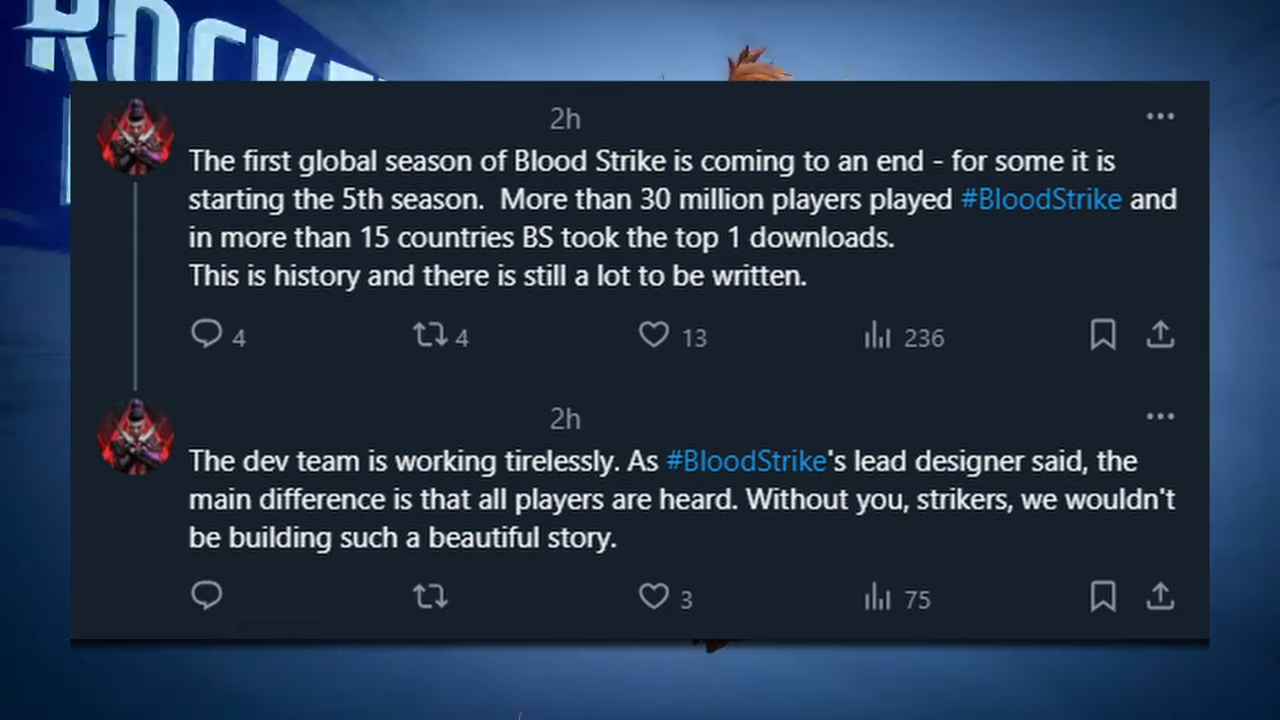 ROCKE
2h
The first global season of Blood Strike is coming to an end - for some it is
starting the 5th season.  More than 30 million players played #BloodStrike and
in more than 15 countries BS took the top 1 downloads.
This is history and there is still a lot to be written.
4 4 13 236
2h
The dev team is working tirelessly. As #BloodStrike's lead designer said, the
main difference is that all players are heard. Without you, strikers, we wouldn't
be building such a beautiful story.
3 75